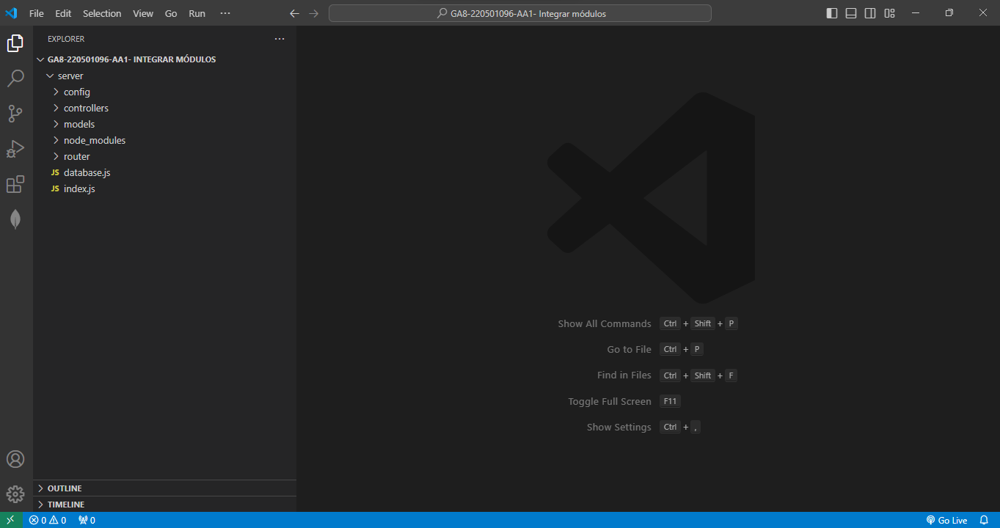 File Edit Selection View Go Run ··· GA8-220501096-AA1- Integrar módulos
EXPLORER ···
GA8-220501096-AA1- INTEGRAR MÓDULOS
server
config
controllers
models
node_modules
router
JS database.js
JS index.js
Show All Commands Ctrl + Shift + P
Go to File Ctrl + P
Find in Files Ctrl + Shift + F
Toggle Full Screen F11
Show Settings Ctrl + ,
OUTLINE
TIMELINE
0 0 0 Go Live